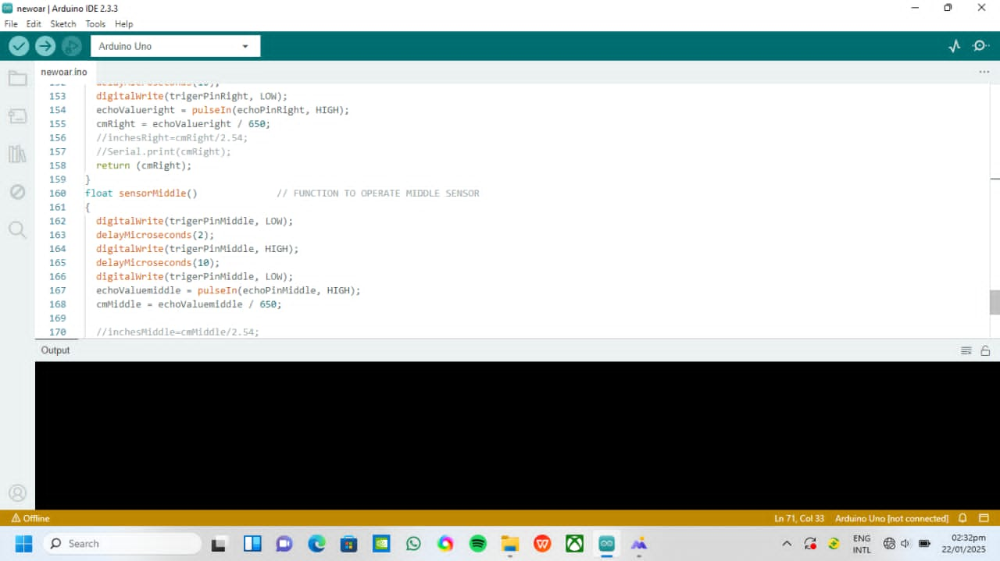 newoar | Arduino IDE 2.3.3
File Edit Sketch Tools Help
Arduino Uno
newoar.ino
152 delayMicroseconds(10);
153 digitalWrite(trigerPinRight, LOW);
154 echoValueright = pulseIn(echoPinRight, HIGH);
155 cmRight = echoValueright / 650;
156 //inchesRight=cmRight/2.54;
157 //Serial.print(cmRight);
158 return (cmRIght);
159 }
160 float sensorMiddle() // FUNCTION TO OPERATE MIDDLE SENSOR
161 {
162 digitalWrite(trigerPinMiddle, LOW);
163 delayMicroseconds(2);
164 digitalWrite(trigerPinMiddle, HIGH);
165 delayMicroseconds(10);
166 digitalWrite(trigerPinMiddle, LOW);
167 echoValuemiddle = pulseIn(echoPinMiddle, HIGH);
168 cmMiddle = echoValuemiddle / 650;
169
170 //inchesMiddle=cmMiddle/2.54;
Output
Offline
Ln 71, Col 33 Arduino Uno [not connected]
Search
ENG
INTL
02:32pm
22/01/2025